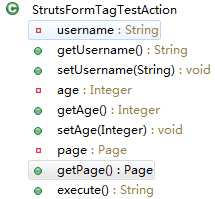 StrutsFormTagTestAction
username : String
getUsername() : String
setUsername(String) : void
age : Integer
getAge() : Integer
setAge(Integer) : void
page : Page
getPage() : Page
execute() : String